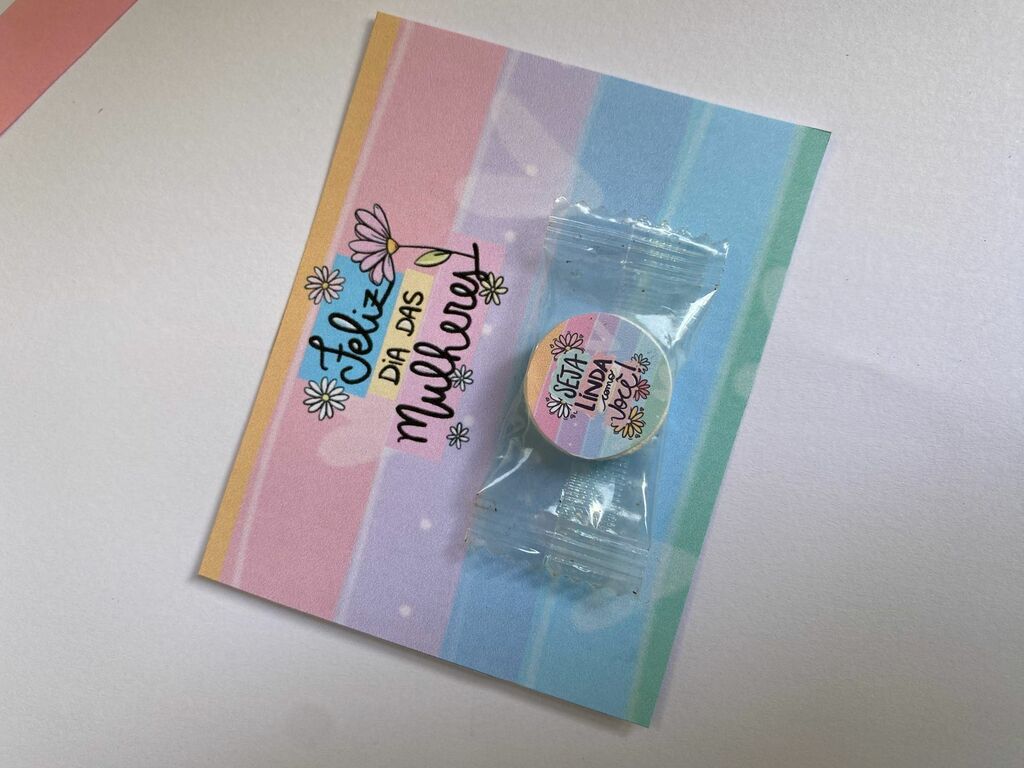 Feliz
DIA DAS
Mulheres
SEJA
LINDA
como
Você!